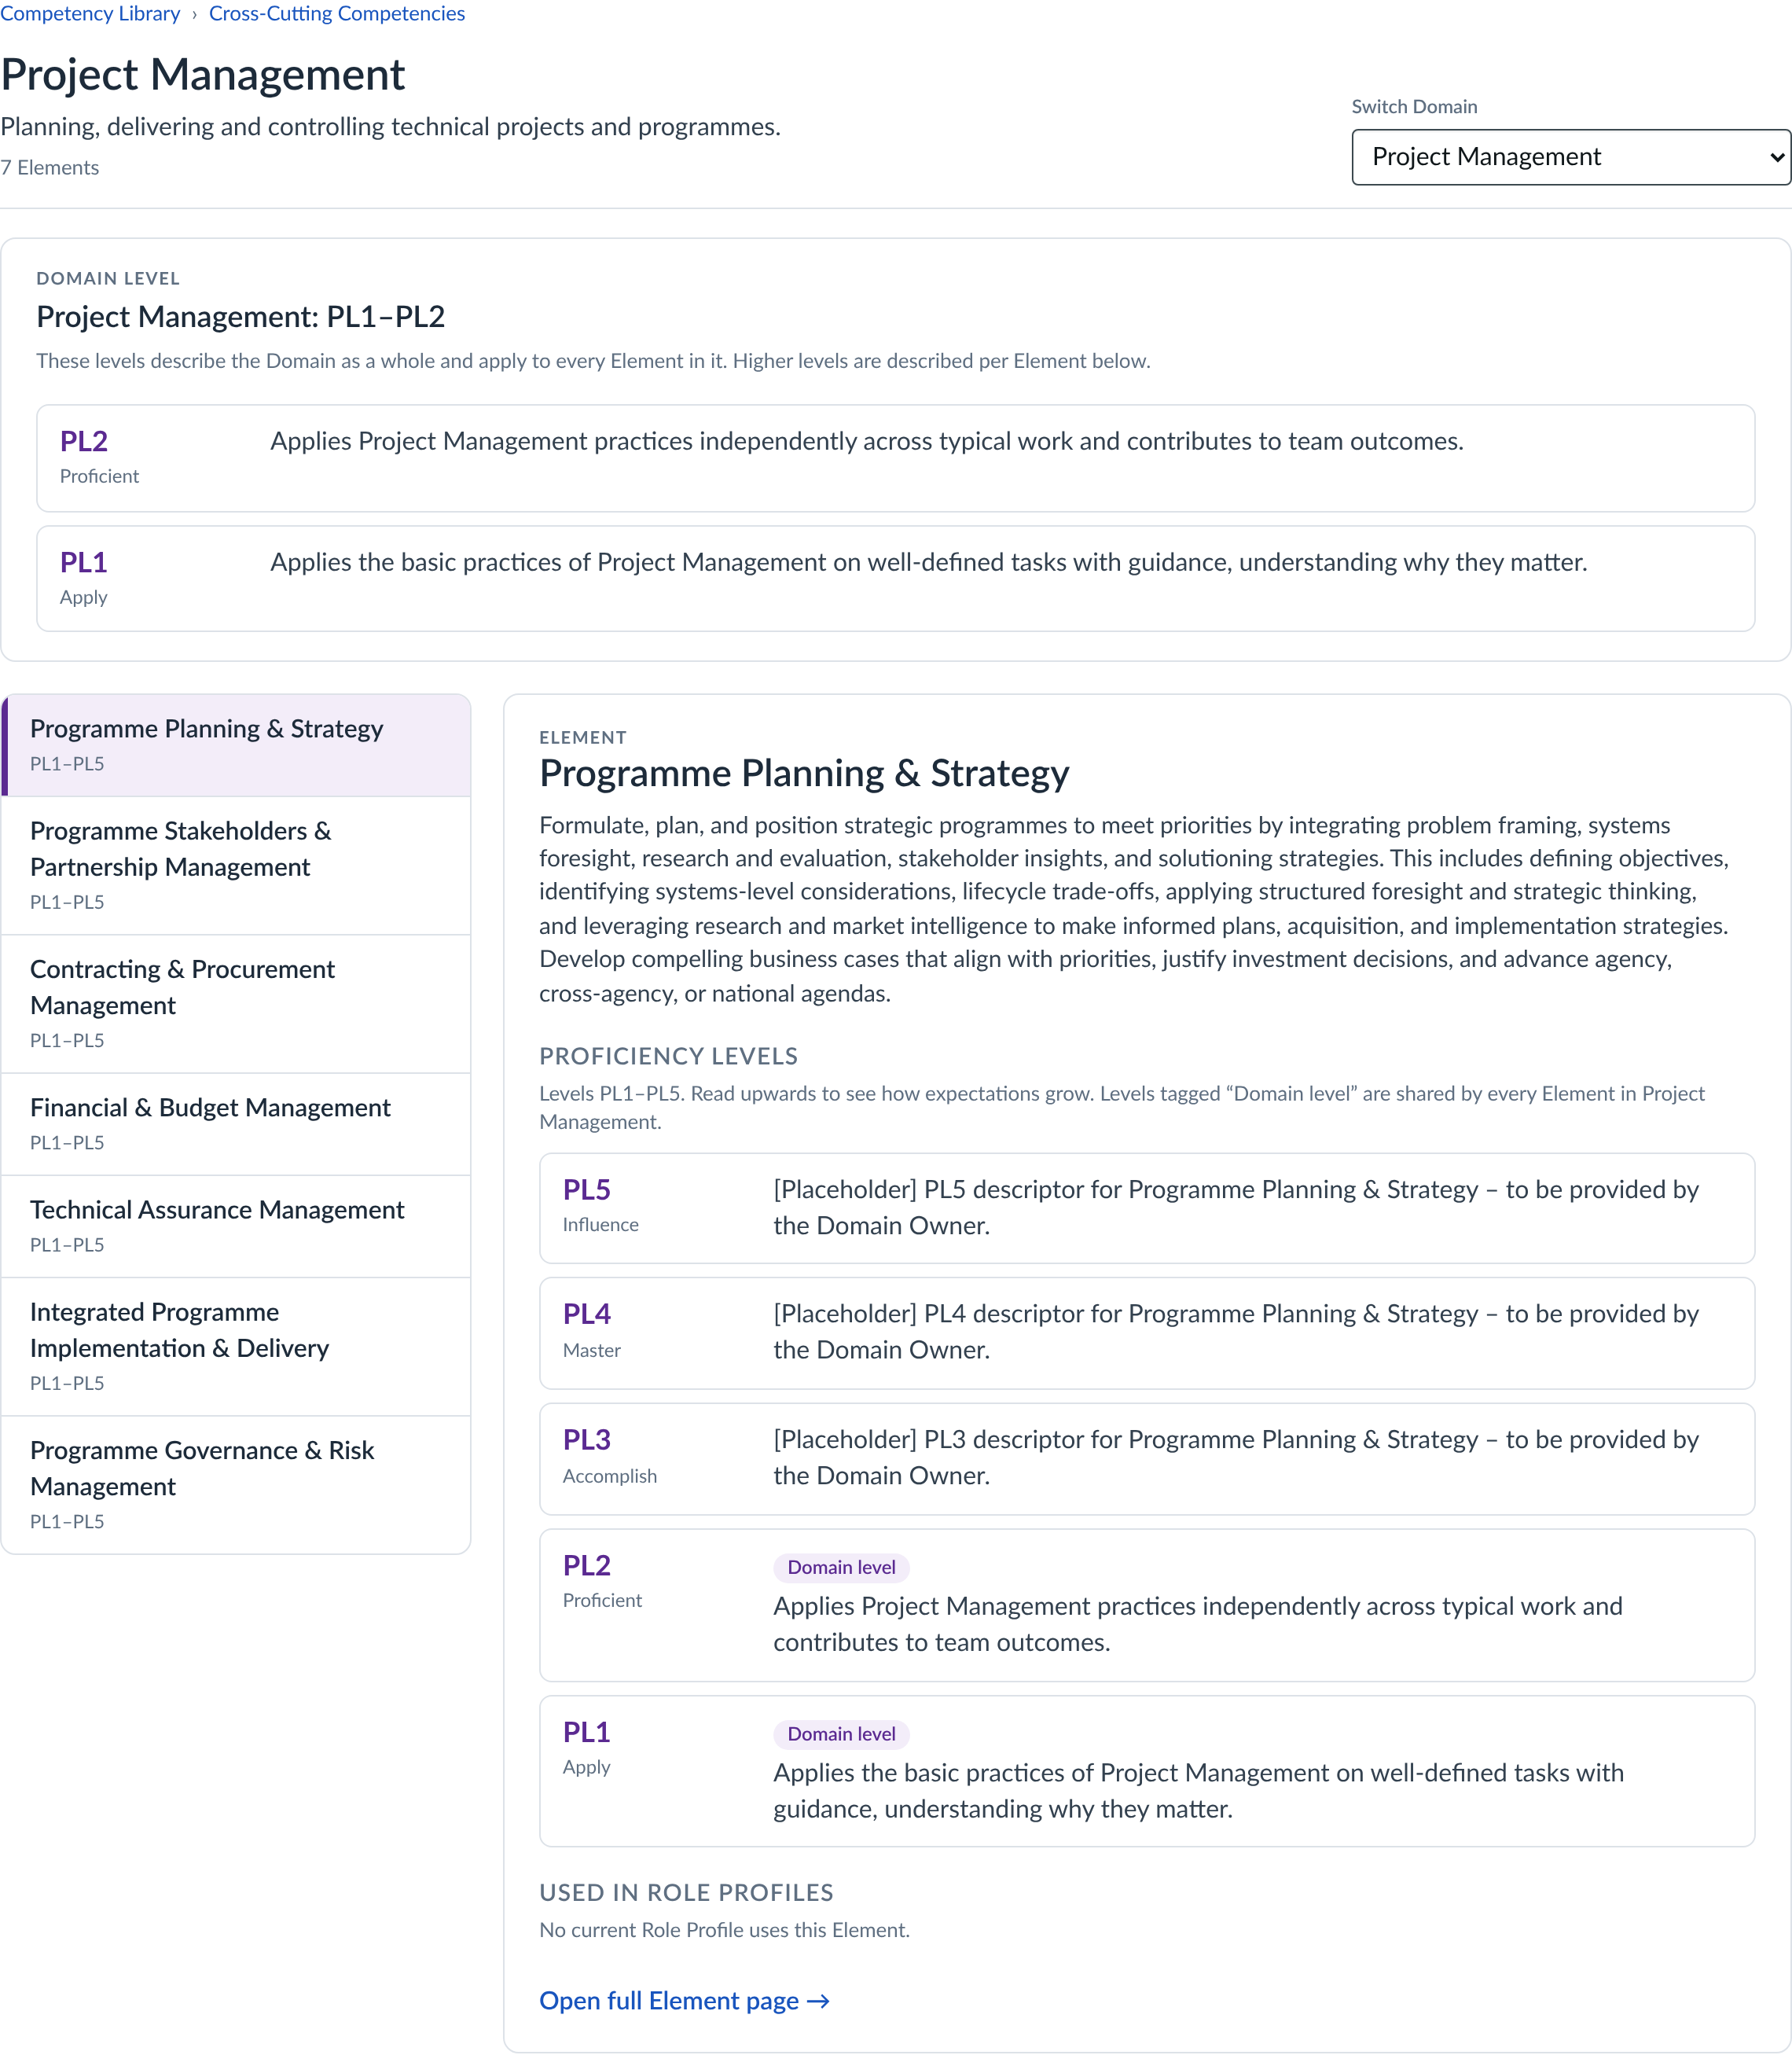 Competency Library › Cross-Cutting Competencies
Project Management
Planning, delivering and controlling technical projects and programmes.
7 Elements
Switch Domain
Project Management
DOMAIN LEVEL
Project Management: PL1–PL2
These levels describe the Domain as a whole and apply to every Element in it. Higher levels are described per Element below.
PL2
Proficient
Applies Project Management practices independently across typical work and contributes to team outcomes.
PL1
Apply
Applies the basic practices of Project Management on well-defined tasks with guidance, understanding why they matter.
Programme Planning & Strategy
PL1–PL5
Programme Stakeholders &
Partnership Management
PL1–PL5
Contracting & Procurement
Management
PL1–PL5
Financial & Budget Management
PL1–PL5
Technical Assurance Management
PL1–PL5
Integrated Programme
Implementation & Delivery
PL1–PL5
Programme Governance & Risk
Management
PL1–PL5
ELEMENT
Programme Planning & Strategy
Formulate, plan, and position strategic programmes to meet priorities by integrating problem framing, systems
foresight, research and evaluation, stakeholder insights, and solutioning strategies. This includes defining objectives,
identifying systems-level considerations, lifecycle trade-offs, applying structured foresight and strategic thinking,
and leveraging research and market intelligence to make informed plans, acquisition, and implementation strategies.
Develop compelling business cases that align with priorities, justify investment decisions, and advance agency,
cross-agency, or national agendas.
PROFICIENCY LEVELS
Levels PL1–PL5. Read upwards to see how expectations grow. Levels tagged “Domain level” are shared by every Element in Project
Management.
PL5
Influence
[Placeholder] PL5 descriptor for Programme Planning & Strategy – to be provided by
the Domain Owner.
PL4
Master
[Placeholder] PL4 descriptor for Programme Planning & Strategy – to be provided by
the Domain Owner.
PL3
Accomplish
[Placeholder] PL3 descriptor for Programme Planning & Strategy – to be provided by
the Domain Owner.
PL2
Proficient
Domain level
Applies Project Management practices independently across typical work and
contributes to team outcomes.
PL1
Apply
Domain level
Applies the basic practices of Project Management on well-defined tasks with
guidance, understanding why they matter.
USED IN ROLE PROFILES
No current Role Profile uses this Element.
Open full Element page →